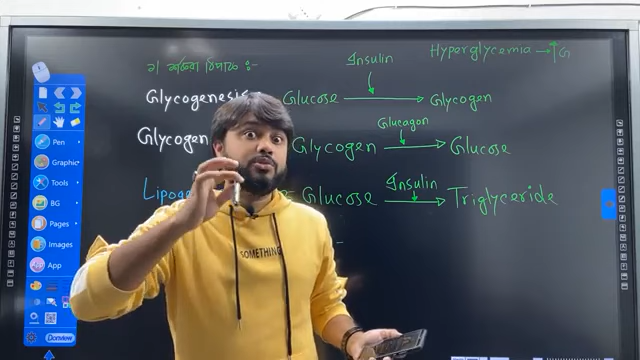 Hyperglycemia → ↑G
Insulin
Glycogenesis Glucose → Glycogen
Glucagon
Glycogen Glycogen → Glucose
Insulin
Glucose → Triglyceride
Pen
Graphic
Tools
BG
Pages
Images
App
SOMETHING